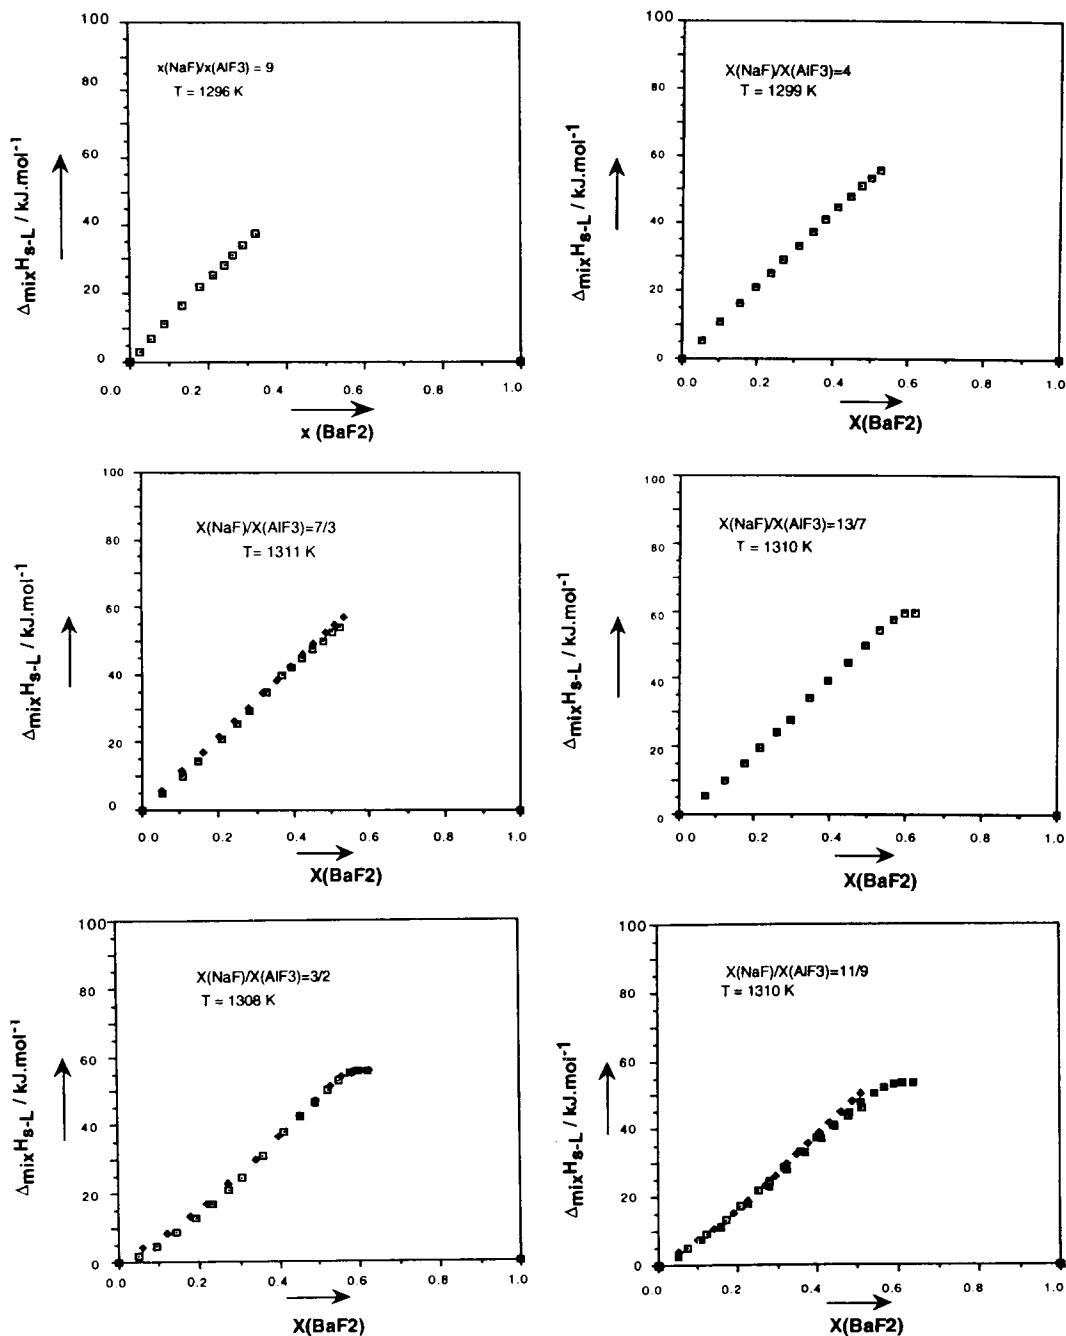 100
80
60
40
20
0
x(NaF)/x(AlF3) = 9
T = 1296 K
ΔmixHS-L / kJ.mol-1
0.0 0.2 0.4 0.6 0.8 1.0
x (BaF2)
100
80
60
40
20
0
X(NaF)/X(AlF3)=4
T = 1299 K
ΔmixHS-L / kJ.mol-1
0.0 0.2 0.4 0.6 0.8 1.0
X(BaF2)
100
80
60
40
20
0
X(NaF)/X(AlF3)=7/3
T= 1311 K
ΔmixHS-L / kJ.mol-1
0.0 0.2 0.4 0.6 0.8 1.0
X(BaF2)
100
80
60
40
20
0
X(NaF)/X(AlF3)=13/7
T = 1310 K
ΔmixHS-L / kJ.mol-1
0.0 0.2 0.4 0.6 0.8 1.0
X(BaF2)
100
80
60
40
20
0
X(NaF)/X(AlF3)=3/2
T = 1308 K
ΔmixHS-L / kJ.mol-1
0.0 0.2 0.4 0.6 0.8 1.0
X(BaF2)
100
80
60
40
20
0
X(NaF)/X(AlF3)=11/9
T = 1310 K
ΔmixHS-L / kJ.mol-1
0.0 0.2 0.4 0.6 0.8 1.0
X(BaF2)